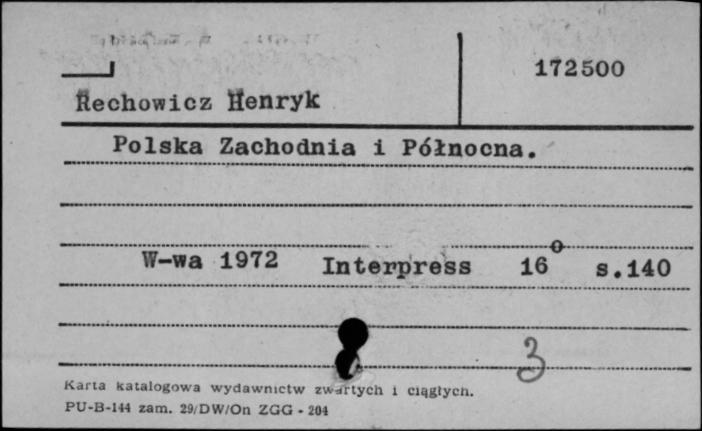 172500
Rechowicz Henryk
Polska Zachodnia i Północna.
W-wa 1972 Interpress 16° s.140
3
Karta katalogowa wydawnictw zwartych i ciągłych.
PU-B-144 zam. 29/DW/On ZGG - 204